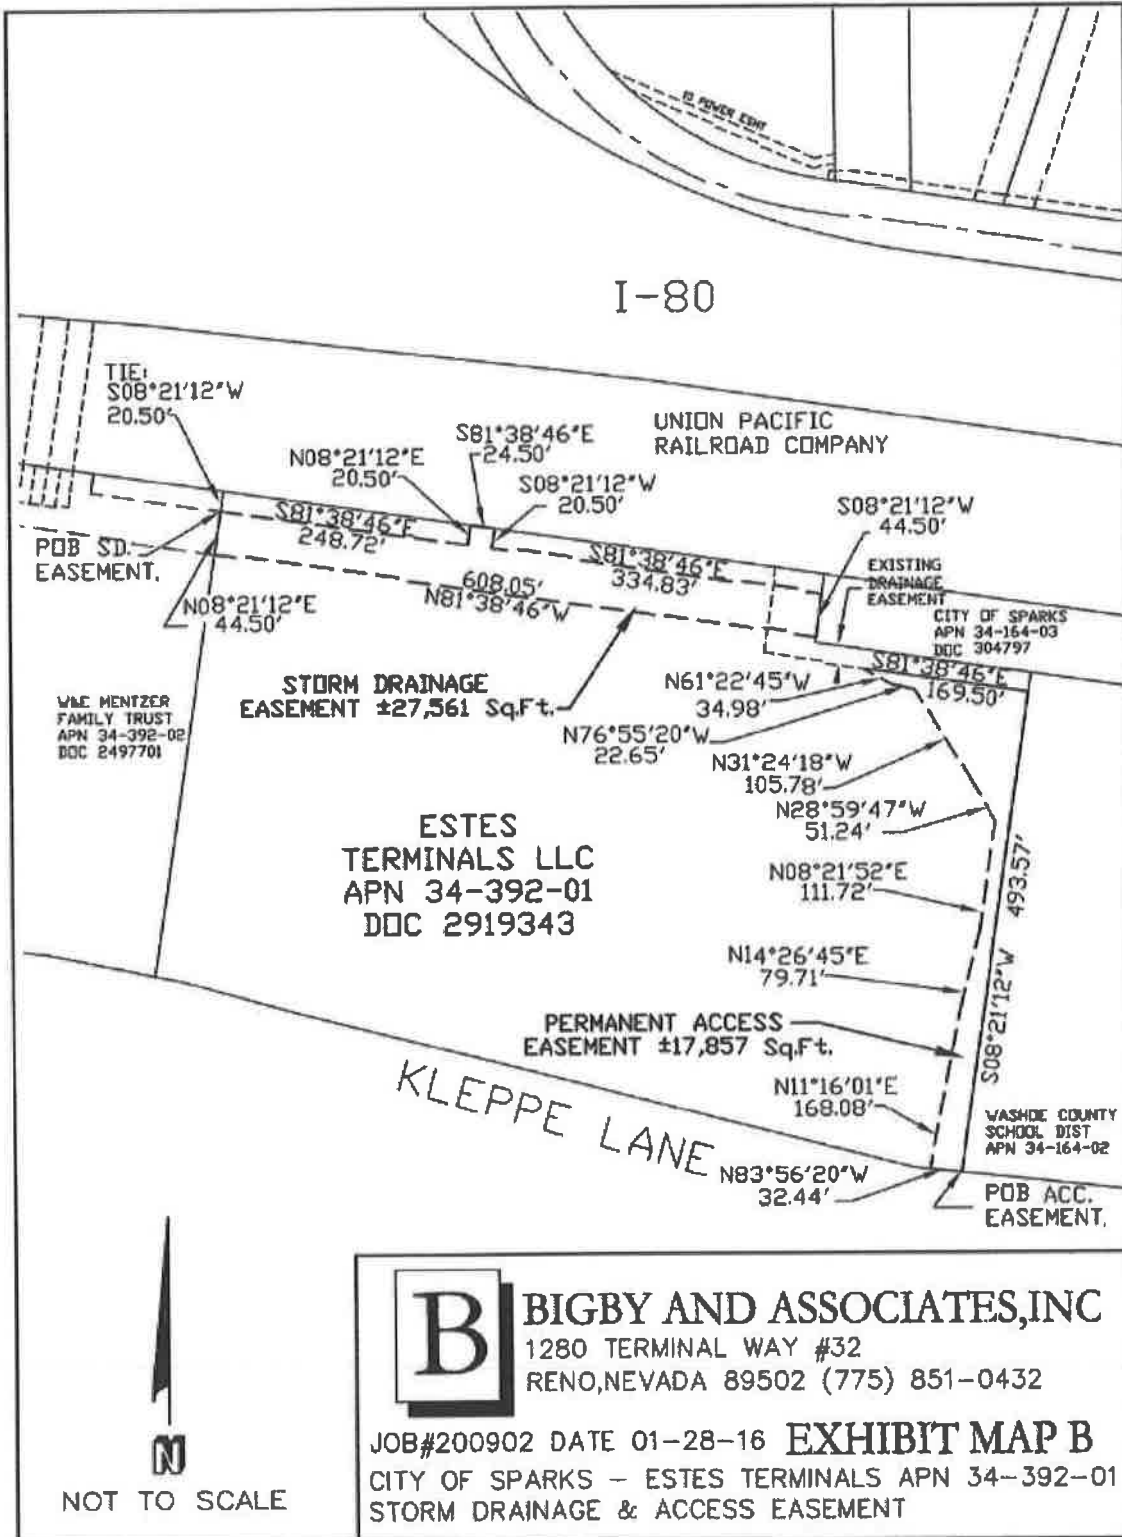 10 POWER ESMT
I-80
TIE:
S08°21'12"W
20.50'
UNION PACIFIC
RAILROAD COMPANY
S81°38'46"E
24.50'
N08°21'12"E
20.50'
S08°21'12"W
20.50'
S08°21'12"W
44.50'
S81°38'46"E
248.72'
S81°38'46"E
334.83'
POB SD.
EASEMENT.
EXISTING
DRAINAGE
EASEMENT
608.05'
N81°38'46"W
N08°21'12"E
44.50'
CITY OF SPARKS
APN 34-164-03
DOC 304797
S81°38'46"E
169.50'
STORM DRAINAGE
EASEMENT ±27,561 Sq.Ft.
N61°22'45"W
34.98'
W&E MENTZER
FAMILY TRUST
APN 34-392-02
DOC 2497701
N76°55'20"W
22.65'
N31°24'18"W
105.78'
N28°59'47"W
51.24'
ESTES
TERMINALS LLC
APN 34-392-01
DOC 2919343
N08°21'52"E
111.72'
S08°21'12"W 493.57'
N14°26'45"E
79.71'
PERMANENT ACCESS
EASEMENT ±17,857 Sq.Ft.
KLEPPE LANE
N11°16'01"E
168.08'
WASHOE COUNTY
SCHOOL DIST
APN 34-164-02
N83°56'20"W
32.44'
POB ACC.
EASEMENT.
N
NOT TO SCALE
B
BIGBY AND ASSOCIATES,INC
1280 TERMINAL WAY #32
RENO,NEVADA 89502 (775) 851-0432
JOB#200902 DATE 01-28-16 EXHIBIT MAP B
CITY OF SPARKS - ESTES TERMINALS APN 34-392-01
STORM DRAINAGE & ACCESS EASEMENT